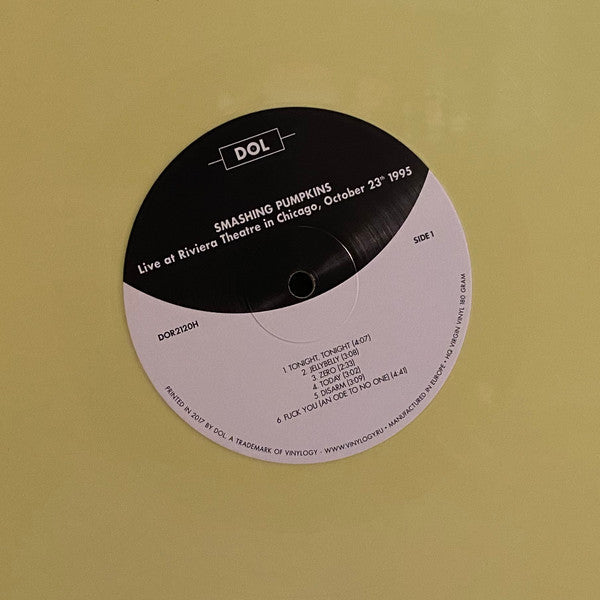 DOL
SMASHING PUMPKINS
Live at Riviera Theatre in Chicago, October 23th 1995
SIDE 1
DOR2120H
1. TONIGHT, TONIGHT (4:07)
2. JELLYBELLY (3:08)
3. ZERO (2:33)
4. TODAY (3:02)
5. DISARM (3:09)
6. FUCK YOU (AN ODE TO NO ONE) (4:41)
PRINTED IN 2017 BY DOL. A TRADEMARK OF VINYLOGY - WWW.VINYLOGY.RU • MANUFACTURED IN EUROPE • HQ VIRGIN VINYL 180 GRAM